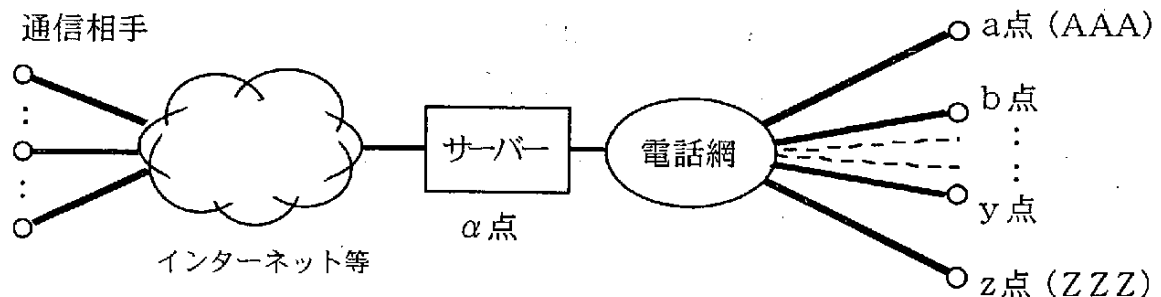 通信相手
サーバー
α点
インターネット等
電話網
a点(AAA)
b点
y点
z点(ZZZ)